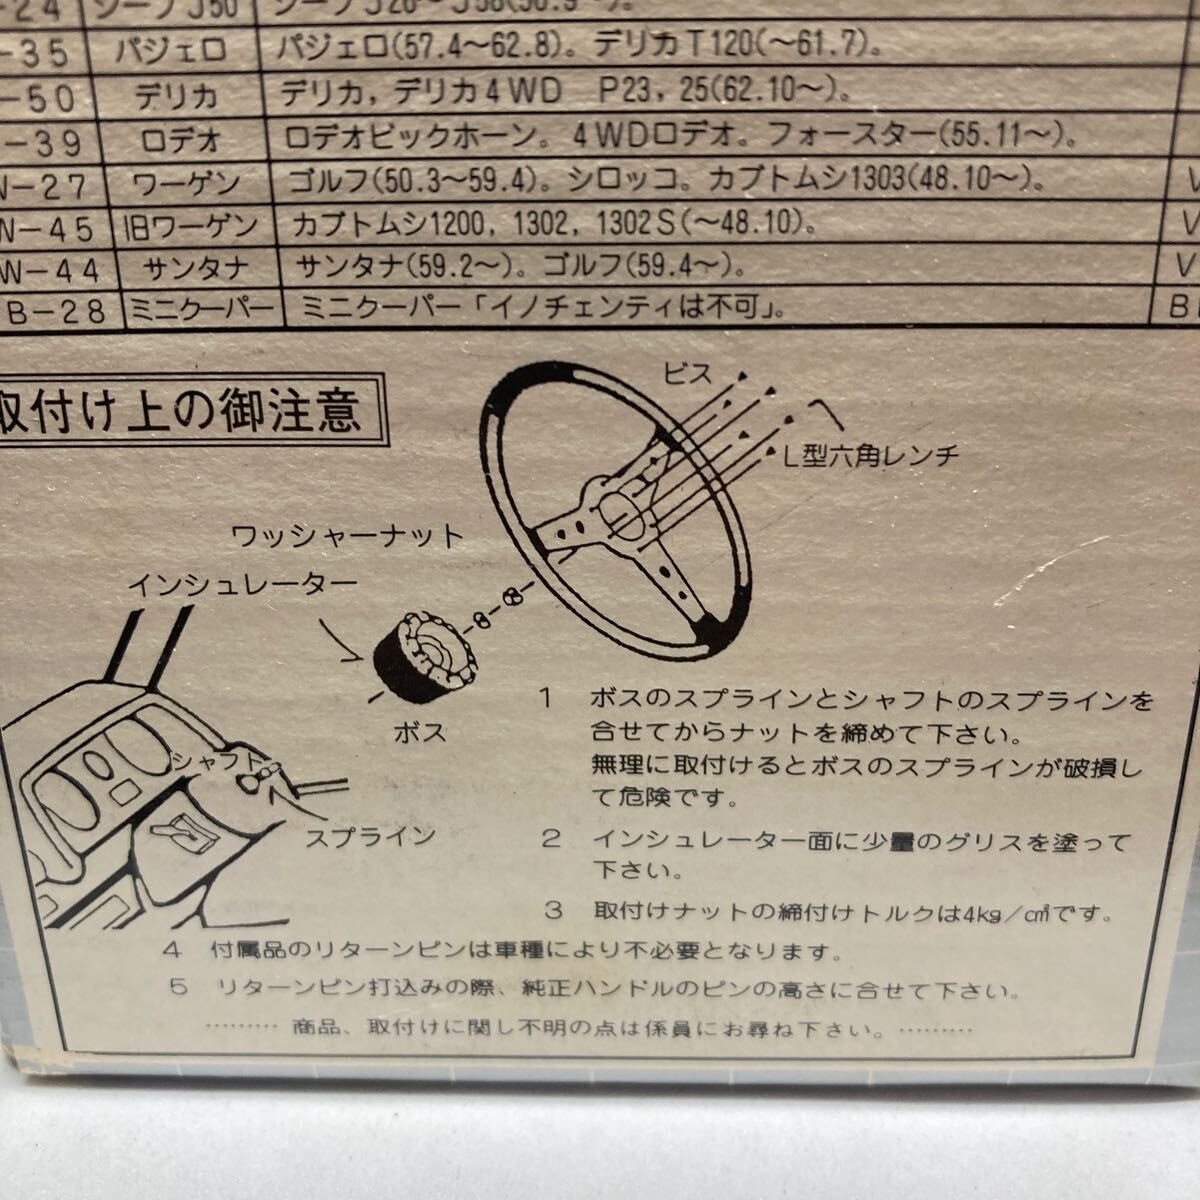 -24 ジープJ50 ジープJ26〜J58(50.9〜)。
-35 パジェロ パジェロ(57.4〜62.8)。デリカT120(〜61.7)。
-50 デリカ デリカ, デリカ4WD P23, 25(62.10〜)。
-39 ロデオ ロデオビックホーン。4WDロデオ。フォースター(55.11〜)。
W-27 ワーゲン ゴルフ(50.3〜59.4)。シロッコ。カブトムシ1303(48.10〜)。 V
W-45 旧ワーゲン カブトムシ1200, 1302, 1302S(〜48.10)。 V
W-44 サンタナ サンタナ(59.2〜)。ゴルフ(59.4〜)。 V
B-28 ミニクーパー ミニクーパー「イノチェンティは不可」。 B
取付け上の御注意
ビス
L型六角レンチ
ワッシャーナット
インシュレーター
ボス
シャフト
スプライン
1 ボスのスプラインとシャフトのスプラインを
合せてからナットを締めて下さい。
無理に取付けるとボスのスプラインが破損し
て危険です。
2 インシュレーター面に少量のグリスを塗って
下さい。
3 取付けナットの締付けトルクは4kg/㎠です。
4 付属品のリターンピンは車種により不必要となります。
5 リターンピン打込みの際、純正ハンドルのピンの高さに合せて下さい。
……… 商品、取付けに関し不明の点は係員にお尋ね下さい。………